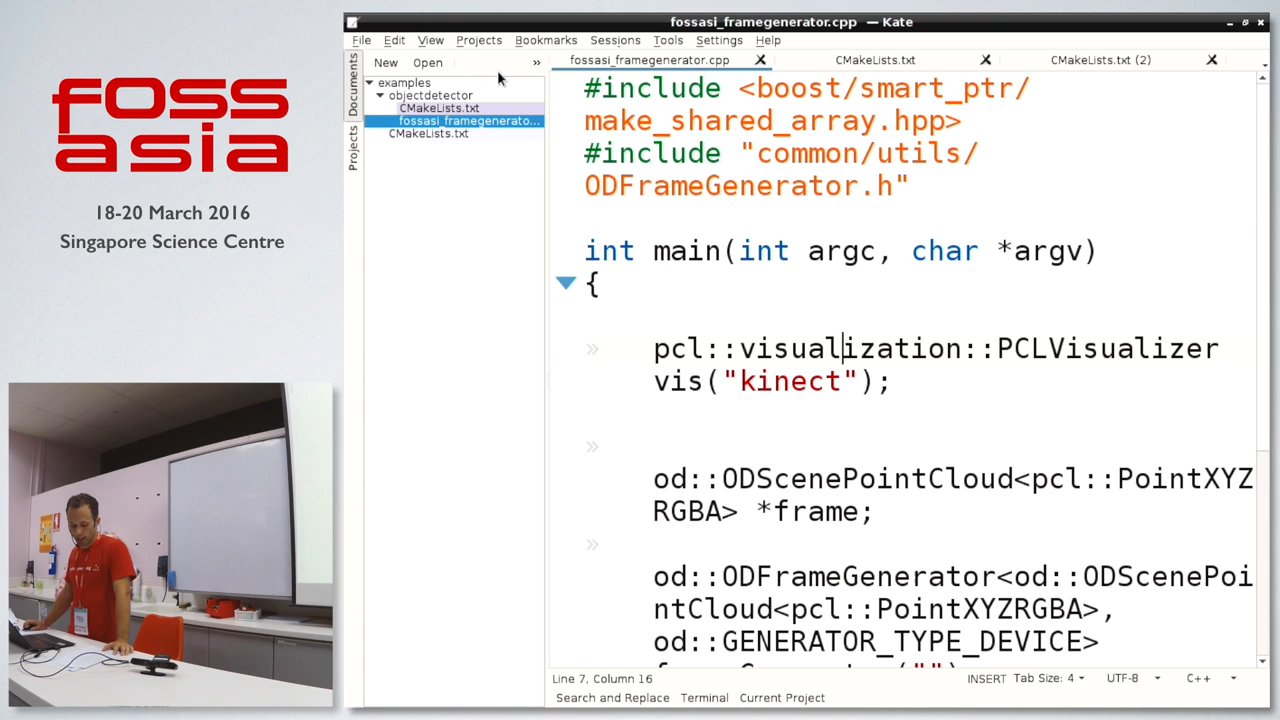 foss
asia
18-20 March 2016
Singapore Science Centre
fossasi_framegenerator.cpp — Kate
File Edit View Projects Bookmarks Sessions Tools Settings Help
Documents
Projects
New Open »
fossasi_framegenerator.cpp
CMakeLists.txt
CMakeLists.txt (2)
examples
objectdetector
CMakeLists.txt
fossasi_framegenerato...
CMakeLists.txt
#include <boost/smart_ptr/
make_shared_array.hpp>
#include "common/utils/
ODFrameGenerator.h"
int main(int argc, char *argv)
{
» pcl::visualization::PCLVisualizer
vis("kinect");
»
od::ODScenePointCloud<pcl::PointXYZ
RGBA> *frame;
»
od::ODFrameGenerator<od::ODScenePoi
ntCloud<pcl::PointXYZRGBA>,
od::GENERATOR_TYPE_DEVICE>
Line 7, Column 16
INSERT Tab Size: 4 UTF-8 C++
Search and Replace Terminal Current Project